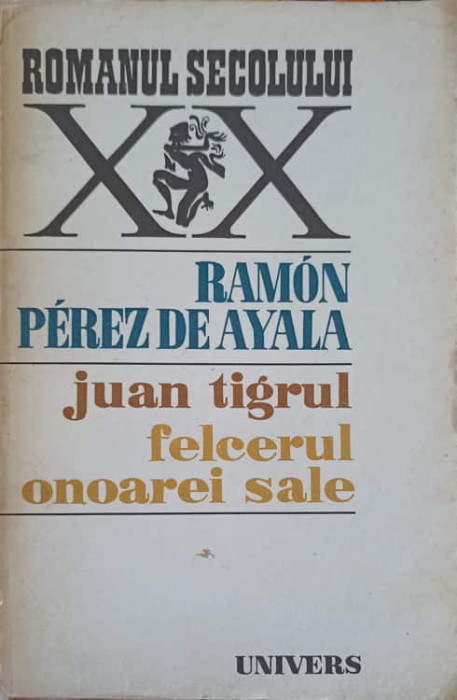 ROMANUL SECOLULUI
XX
RAMÓN
PÉREZ DE AYALA
juan tigrul
felcerul
onoarei sale
UNIVERS